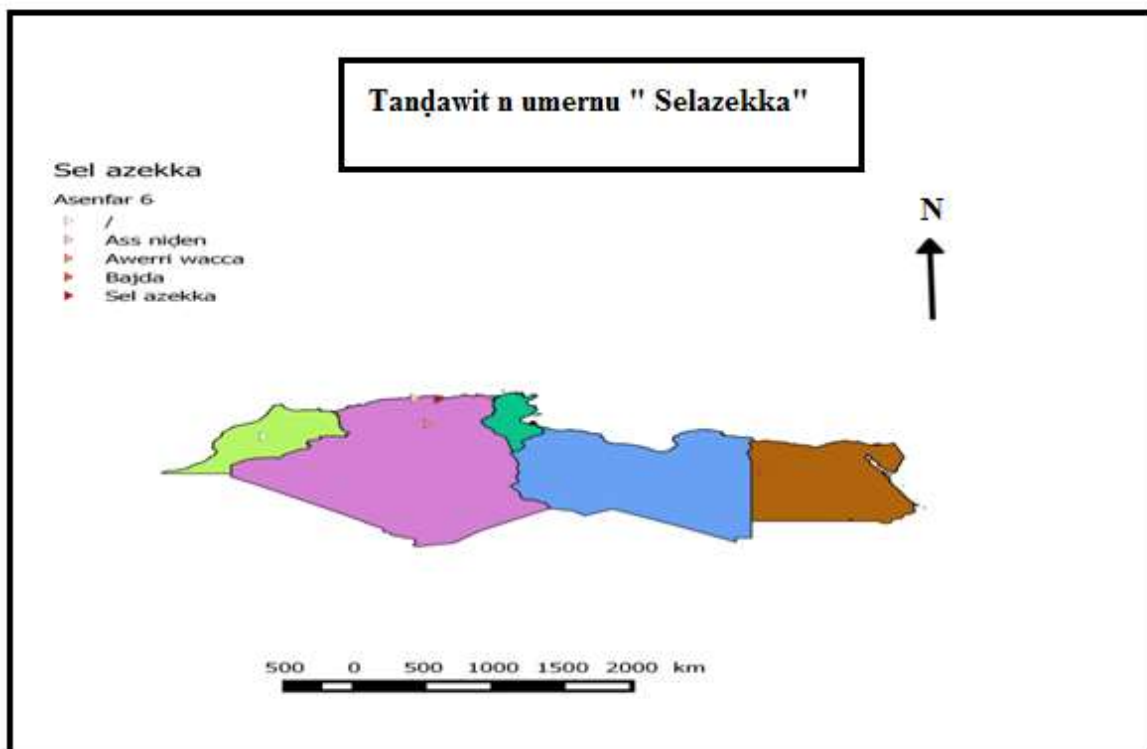 Tanḍawit n umernu " Selazekka"
Sel azekka
Asenfar 6
/
Ass niḍen
Awerri wacca
Bajda
Sel azekka
N
500 0 500 1000 1500 2000 km